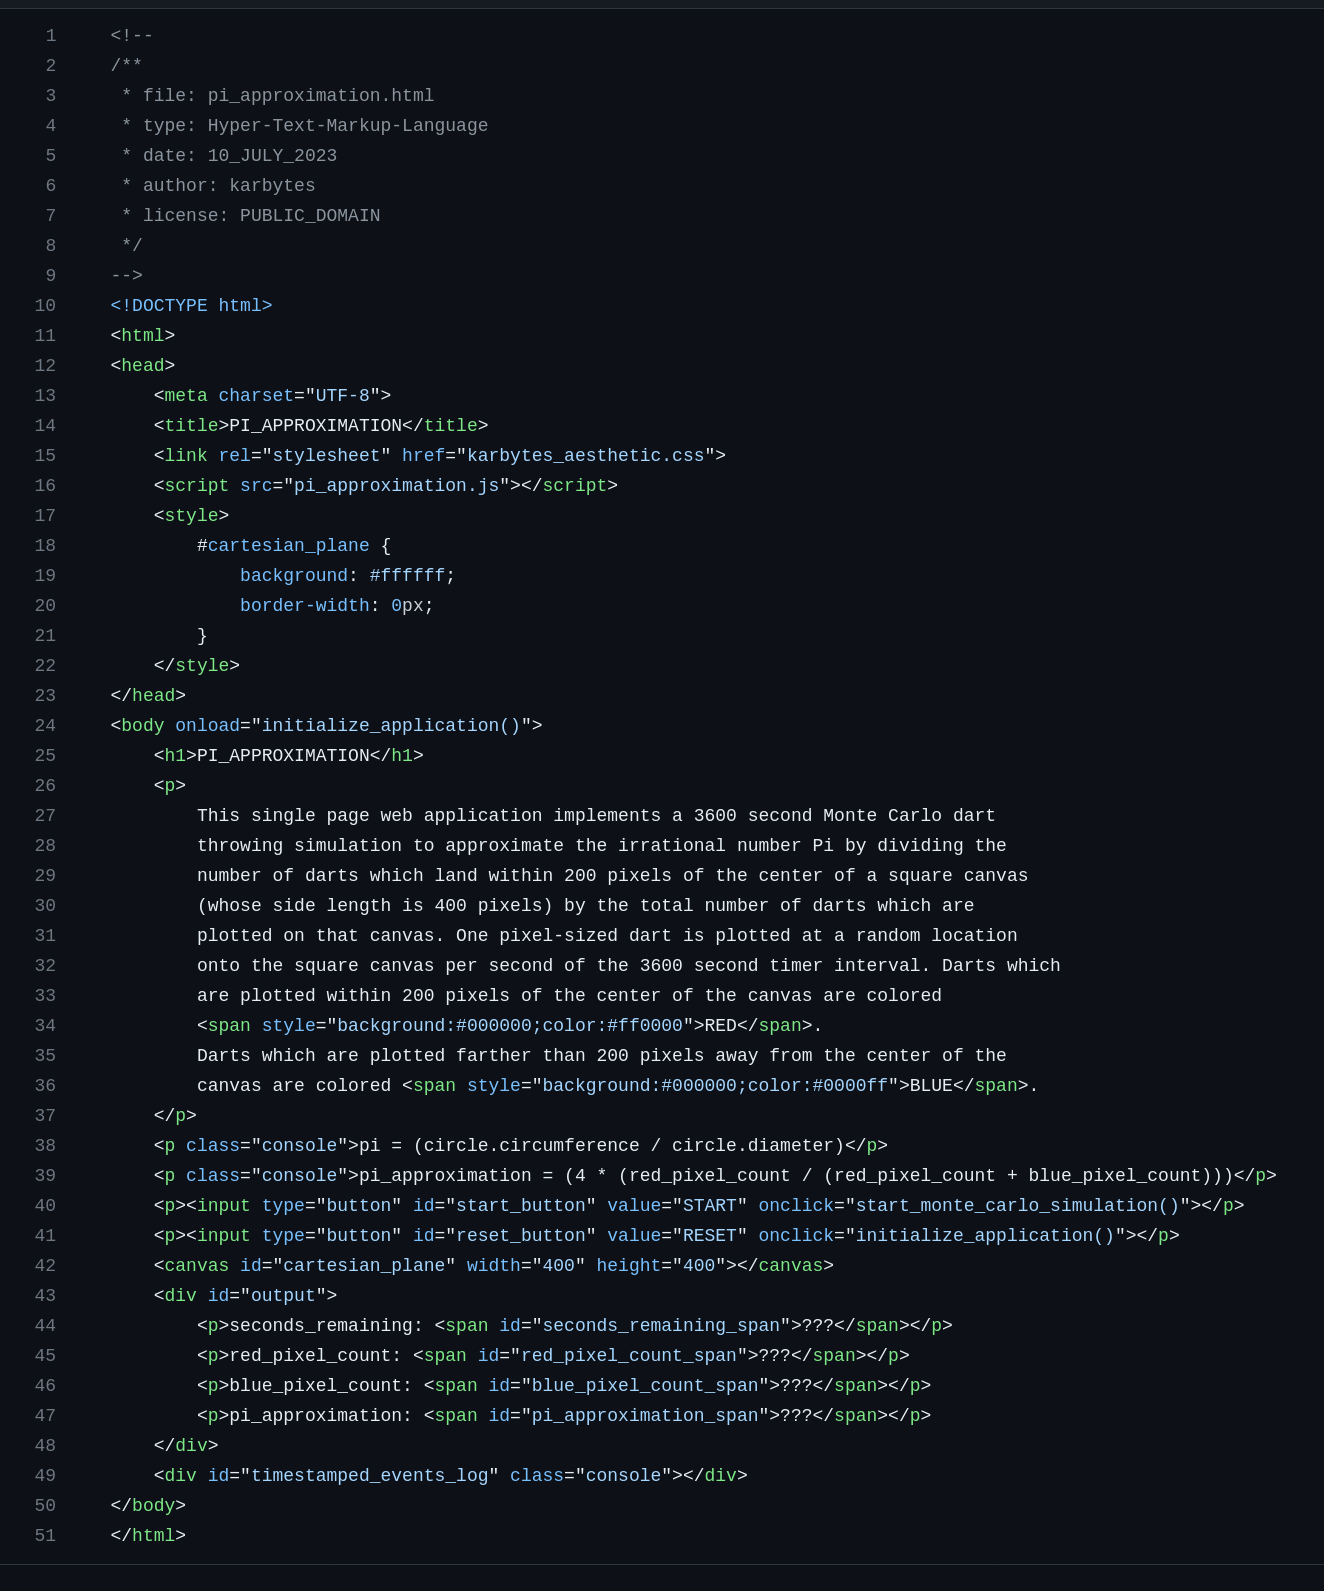 1 <!--
2 /**
3  * file: pi_approximation.html
4  * type: Hyper-Text-Markup-Language
5  * date: 10_JULY_2023
6  * author: karbytes
7  * license: PUBLIC_DOMAIN
8  */
9 -->
10 <!DOCTYPE html>
11 <html>
12 <head>
13     <meta charset="UTF-8">
14     <title>PI_APPROXIMATION</title>
15     <link rel="stylesheet" href="karbytes_aesthetic.css">
16     <script src="pi_approximation.js"></script>
17     <style>
18         #cartesian_plane {
19             background: #ffffff;
20             border-width: 0px;
21         }
22     </style>
23 </head>
24 <body onload="initialize_application()">
25     <h1>PI_APPROXIMATION</h1>
26     <p>
27         This single page web application implements a 3600 second Monte Carlo dart
28         throwing simulation to approximate the irrational number Pi by dividing the
29         number of darts which land within 200 pixels of the center of a square canvas
30         (whose side length is 400 pixels) by the total number of darts which are
31         plotted on that canvas. One pixel-sized dart is plotted at a random location
32         onto the square canvas per second of the 3600 second timer interval. Darts which
33         are plotted within 200 pixels of the center of the canvas are colored
34         <span style="background:#000000;color:#ff0000">RED</span>.
35         Darts which are plotted farther than 200 pixels away from the center of the
36         canvas are colored <span style="background:#000000;color:#0000ff">BLUE</span>.
37     </p>
38     <p class="console">pi = (circle.circumference / circle.diameter)</p>
39     <p class="console">pi_approximation = (4 * (red_pixel_count / (red_pixel_count + blue_pixel_count)))</p>
40     <p><input type="button" id="start_button" value="START" onclick="start_monte_carlo_simulation()"></p>
41     <p><input type="button" id="reset_button" value="RESET" onclick="initialize_application()"></p>
42     <canvas id="cartesian_plane" width="400" height="400"></canvas>
43     <div id="output">
44         <p>seconds_remaining: <span id="seconds_remaining_span">???</span></p>
45         <p>red_pixel_count: <span id="red_pixel_count_span">???</span></p>
46         <p>blue_pixel_count: <span id="blue_pixel_count_span">???</span></p>
47         <p>pi_approximation: <span id="pi_approximation_span">???</span></p>
48     </div>
49     <div id="timestamped_events_log" class="console"></div>
50 </body>
51 </html>